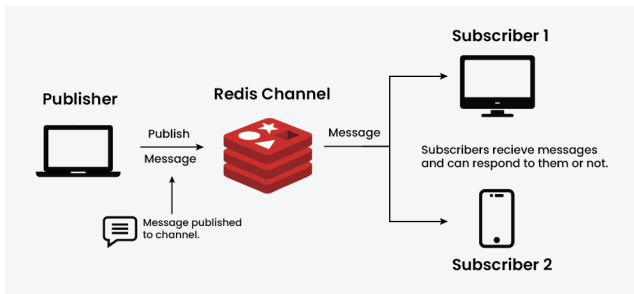 Subscriber 1
Publisher
Redis Channel
Publish
Message
Message
Subscribers recieve messages
and can respond to them or not.
Message published
to channel.
Subscriber 2